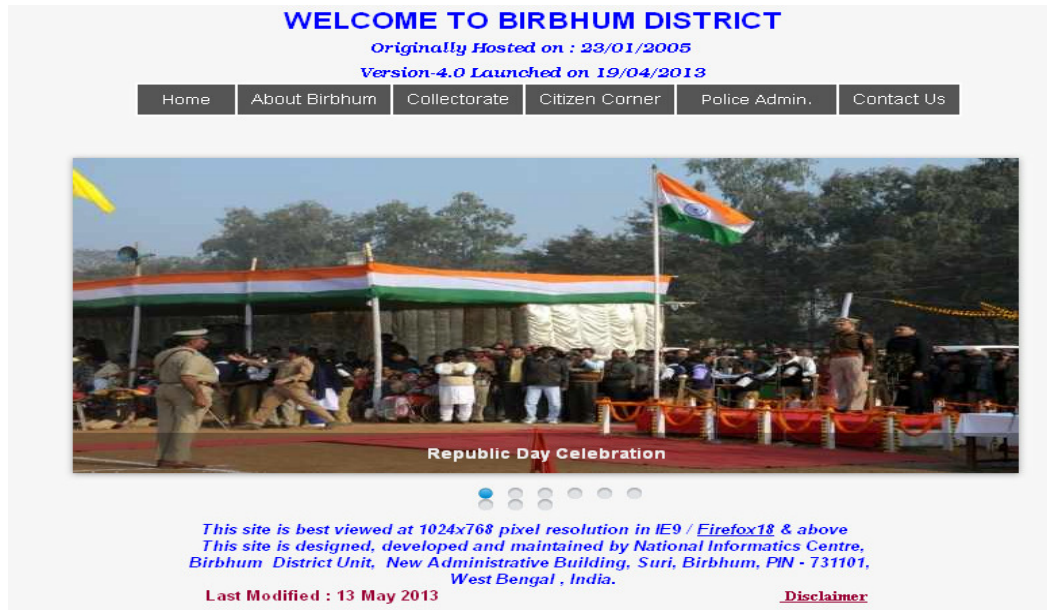 WELCOME TO BIRBHUM DISTRICT
Originally Hosted on : 23/01/2005
Version-4.0 Launched on 19/04/2013
Home About Birbhum Collectorate Citizen Corner Police Admin. Contact Us
Republic Day Celebration
This site is best viewed at 1024x768 pixel resolution in IE9 / Firefox18 & above
This site is designed, developed and maintained by National Informatics Centre,
Birbhum District Unit, New Administrative Building, Suri, Birbhum, PIN - 731101,
West Bengal , India.
Last Modified : 13 May 2013 Disclaimer